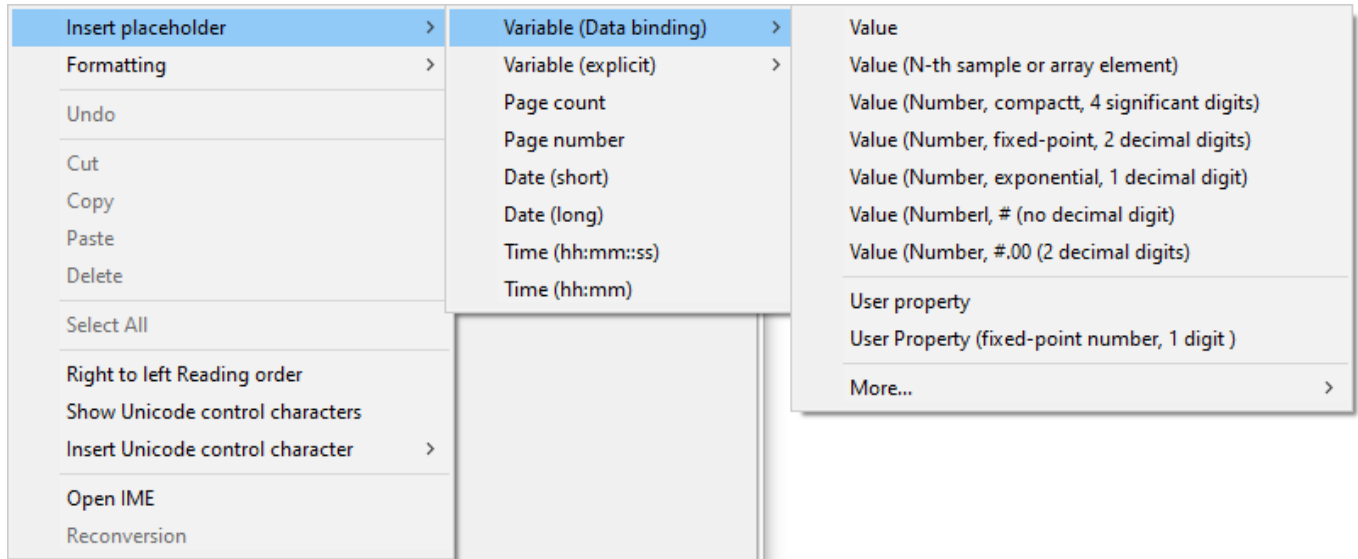 Insert placeholder
Formatting
Undo
Cut
Copy
Paste
Delete
Select All
Right to left Reading order
Show Unicode control characters
Insert Unicode control character
Open IME
Reconversion
Variable (Data binding)
Variable (explicit)
Page count
Page number
Date (short)
Date (long)
Time (hh:mm::ss)
Time (hh:mm)
Value
Value (N-th sample or array element)
Value (Number, compactt, 4 significant digits)
Value (Number, fixed-point, 2 decimal digits)
Value (Number, exponential, 1 decimal digit)
Value (Numberl, # (no decimal digit)
Value (Number, #.00 (2 decimal digits)
User property
User Property (fixed-point number, 1 digit )
More...